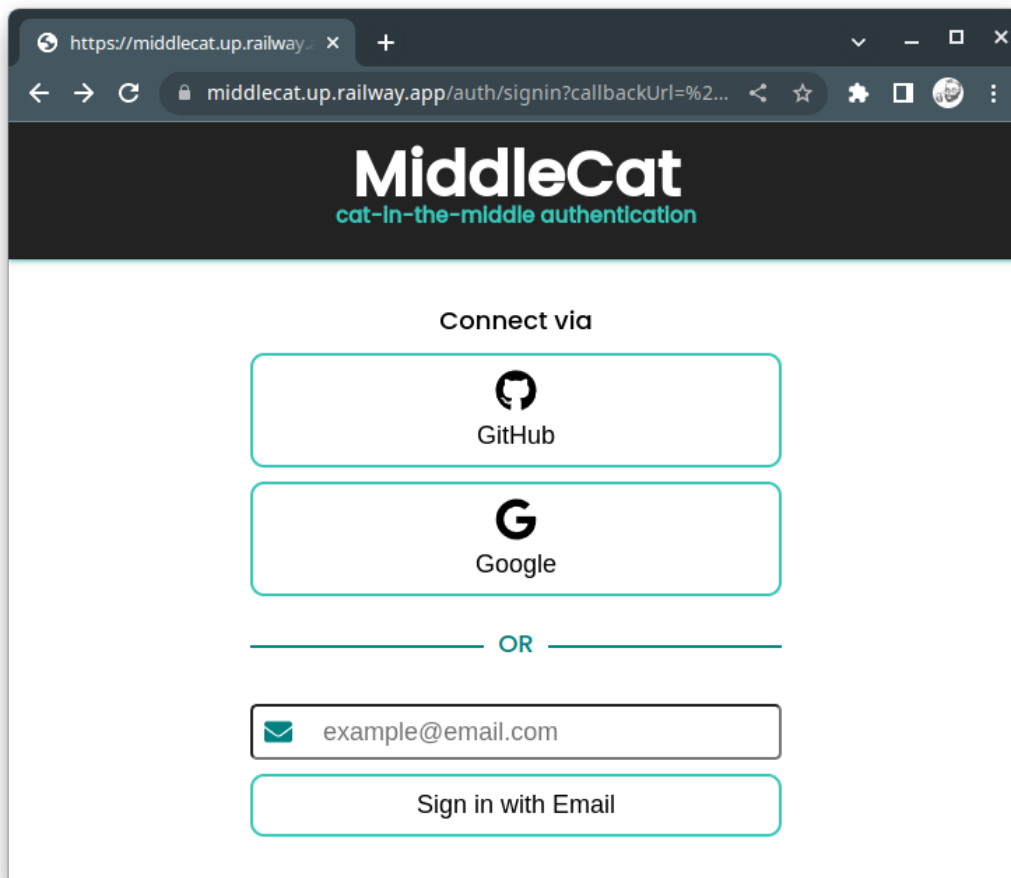 https://middlecat.up.railway.a
middlecat.up.railway.app/auth/signin?callbackUrl=%2...
MiddleCat
cat-in-the-middle authentication
Connect via
GitHub
Google
OR
example@email.com
Sign in with Email